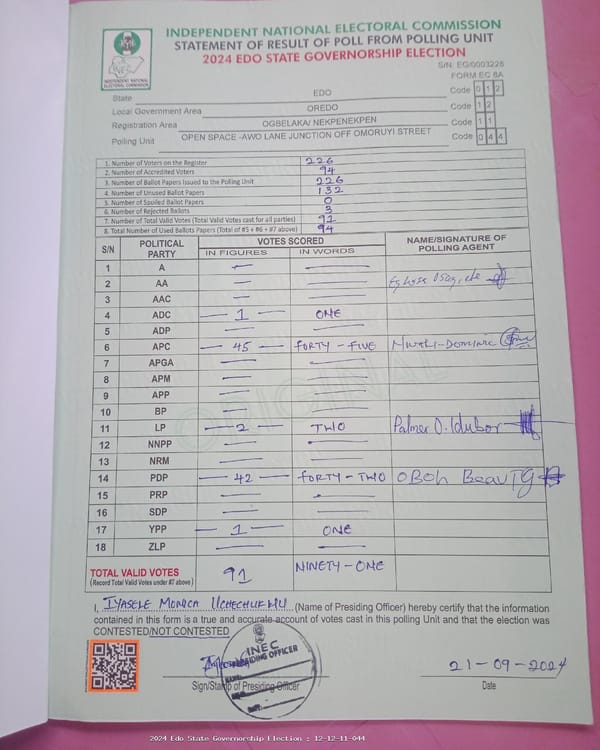 INDEPENDENT NATIONAL ELECTORAL COMMISSION
STATEMENT OF RESULT OF POLL FROM POLLING UNIT
2024 EDO STATE GOVERNORSHIP ELECTION
S/N: EG/0003228
FORM EC 8A
INEC
INDEPENDENT NATIONAL ELECTORAL COMMISSION
State EDO Code 0 1 2
Local Government Area OREDO Code 1 2
Registration Area OGBELAKA/ NEKPENEKPEN Code 1 1
Polling Unit OPEN SPACE -AWO LANE JUNCTION OFF OMORUYI STREET Code 0 4 4
1. Number of Voters on the Register 226
2. Number of Accredited Voters 94
3. Number of Ballot Papers Issued to the Polling Unit 226
4. Number of Unused Ballot Papers 132
5. Number of Spoiled Ballot Papers 0
6. Number of Rejected Ballots 3
7. Number of Total Valid Votes (Total Valid Votes cast for all parties) 91
8. Total Number of Used Ballots Papers (Total of #5 + #6 + #7 above) 94
S/N POLITICAL PARTY VOTES SCORED NAME/SIGNATURE OF POLLING AGENT
IN FIGURES IN WORDS
1 A — —
2 AA — —
3 AAC — —
4 ADC — 1 — ONE
5 ADP — —
6 APC — 45 — FORTY - FIVE
7 APGA — —
8 APM — —
9 APP — —
10 BP — —
11 LP — 2 — TWO Palmer O. Idubor
12 NNPP — —
13 NRM — —
14 PDP — 42 — FORTY - TWO OBOh BeauTy
15 PRP — —
16 SDP — —
17 YPP — 1 — ONE
18 ZLP — —
TOTAL VALID VOTES 91 NINETY - ONE
(Record Total Valid Votes under #7 above)
I, IYASELE MONICA UCHECHUKWU (Name of Presiding Officer) hereby certify that the information
contained in this form is a true and accurate account of votes cast in this polling Unit and that the election was
CONTESTED/NOT CONTESTED
INEC
PRESIDING OFFICER
21-09-2024
Sign/Stamp of Presiding Officer Date
ORIGINAL
2024 Edo State Governorship Election : 12-12-11-044